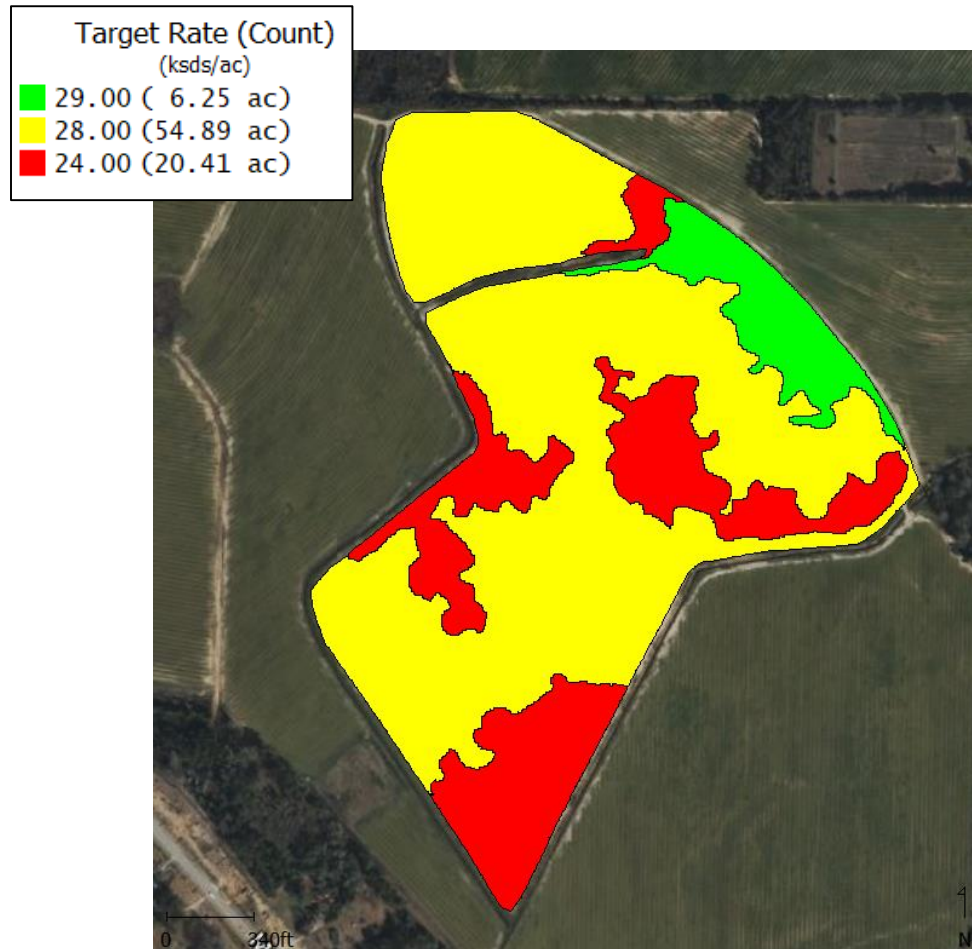 Target Rate (Count)
(ksds/ac)
29.00 ( 6.25 ac)
28.00 (54.89 ac)
24.00 (20.41 ac)
0 340ft
N